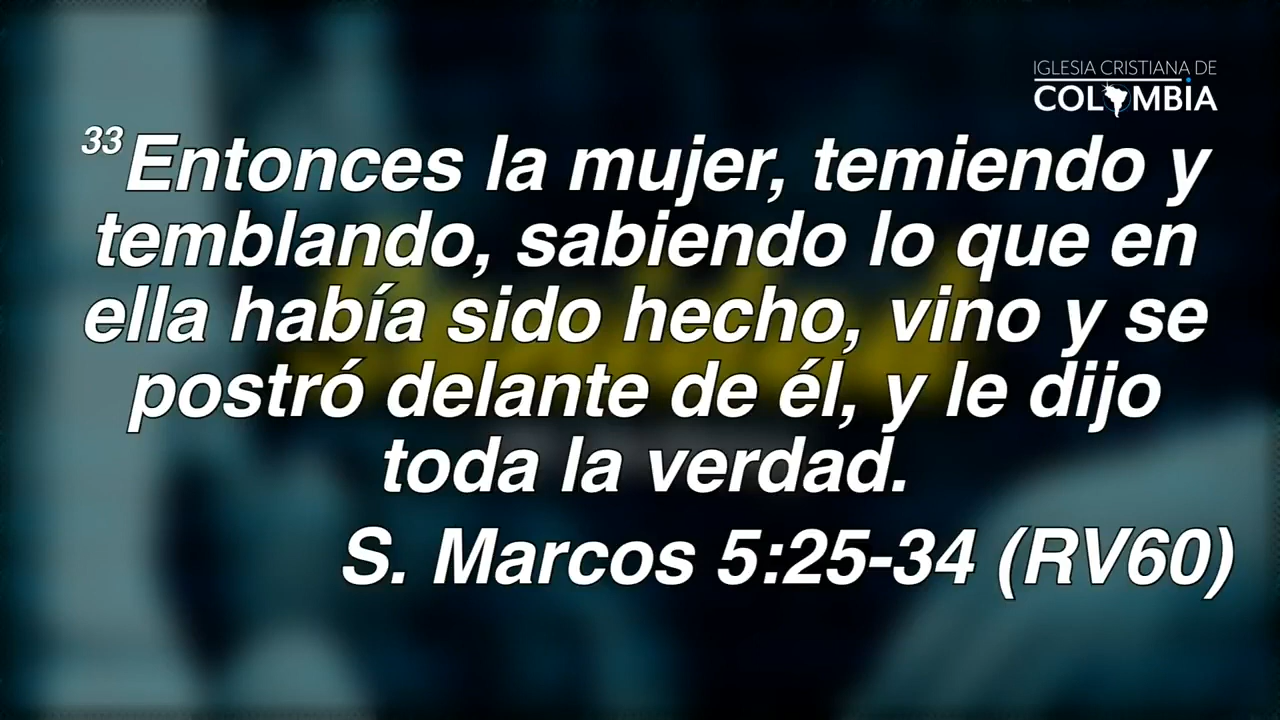 IGLESIA CRISTIANA DE
COLOMBIA
33 Entonces la mujer, temiendo y
temblando, sabiendo lo que en
ella había sido hecho, vino y se
postró delante de él, y le dijo
toda la verdad.
S. Marcos 5:25-34 (RV60)